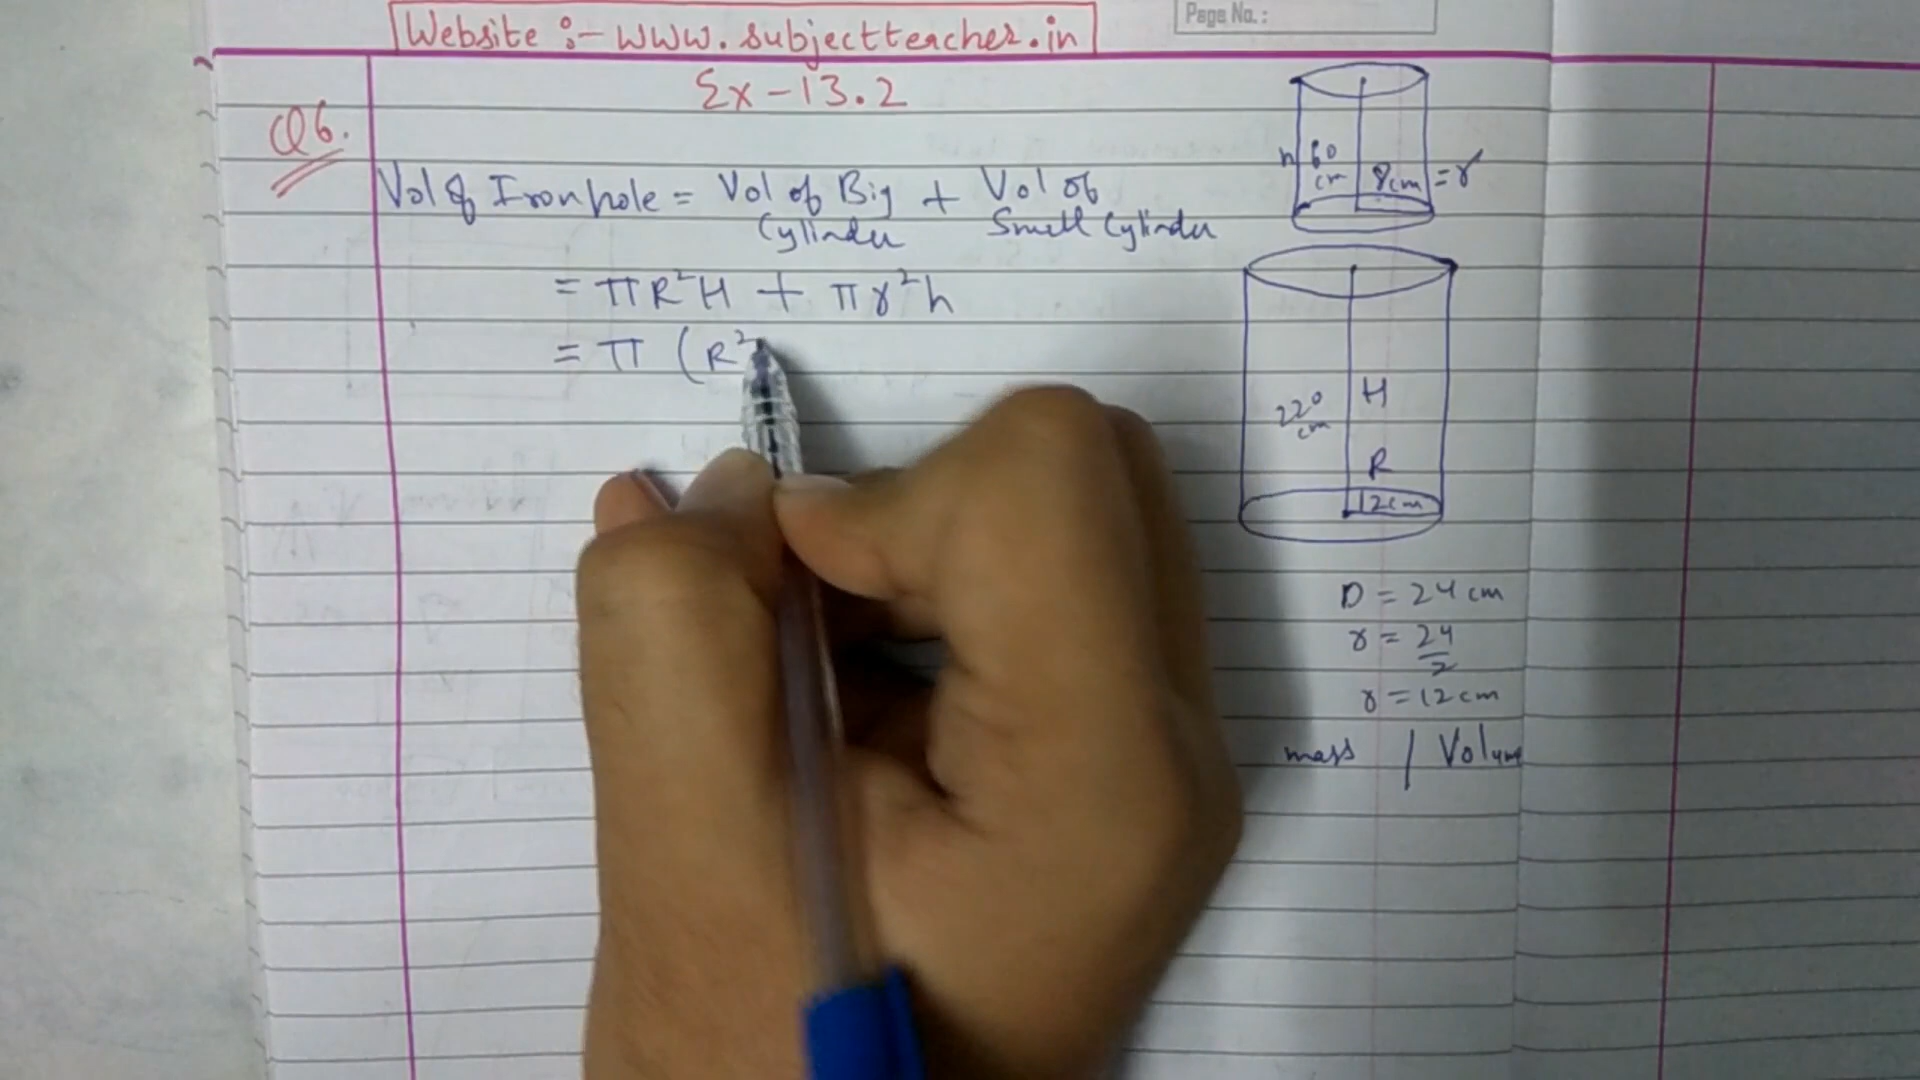 Page No.:
Website :- www.subjectteacher.in
Ex-13.2
Q6.
Vol of Iron pole = Vol of Big Cylinder + Vol of Small Cylinder
= πR²H + πr²h
= π (R²
h 60 cm 8cm = r
220 cm H
R
12cm
D = 24 cm
r = 24/2
r = 12 cm
mass / Volume